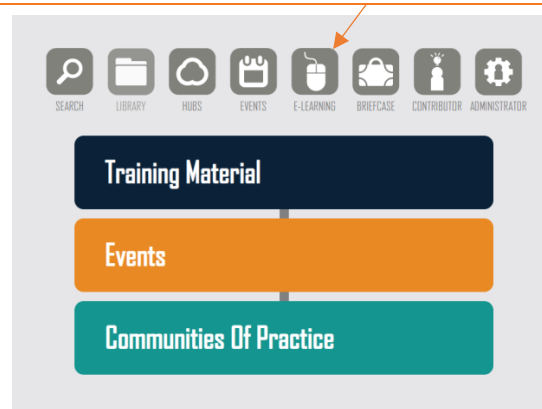 SEARCH LIBRARY HUBS EVENTS E-LEARNING BRIEFCASE CONTRIBUTOR ADMINISTRATOR
Training Material
Events
Communities Of Practice